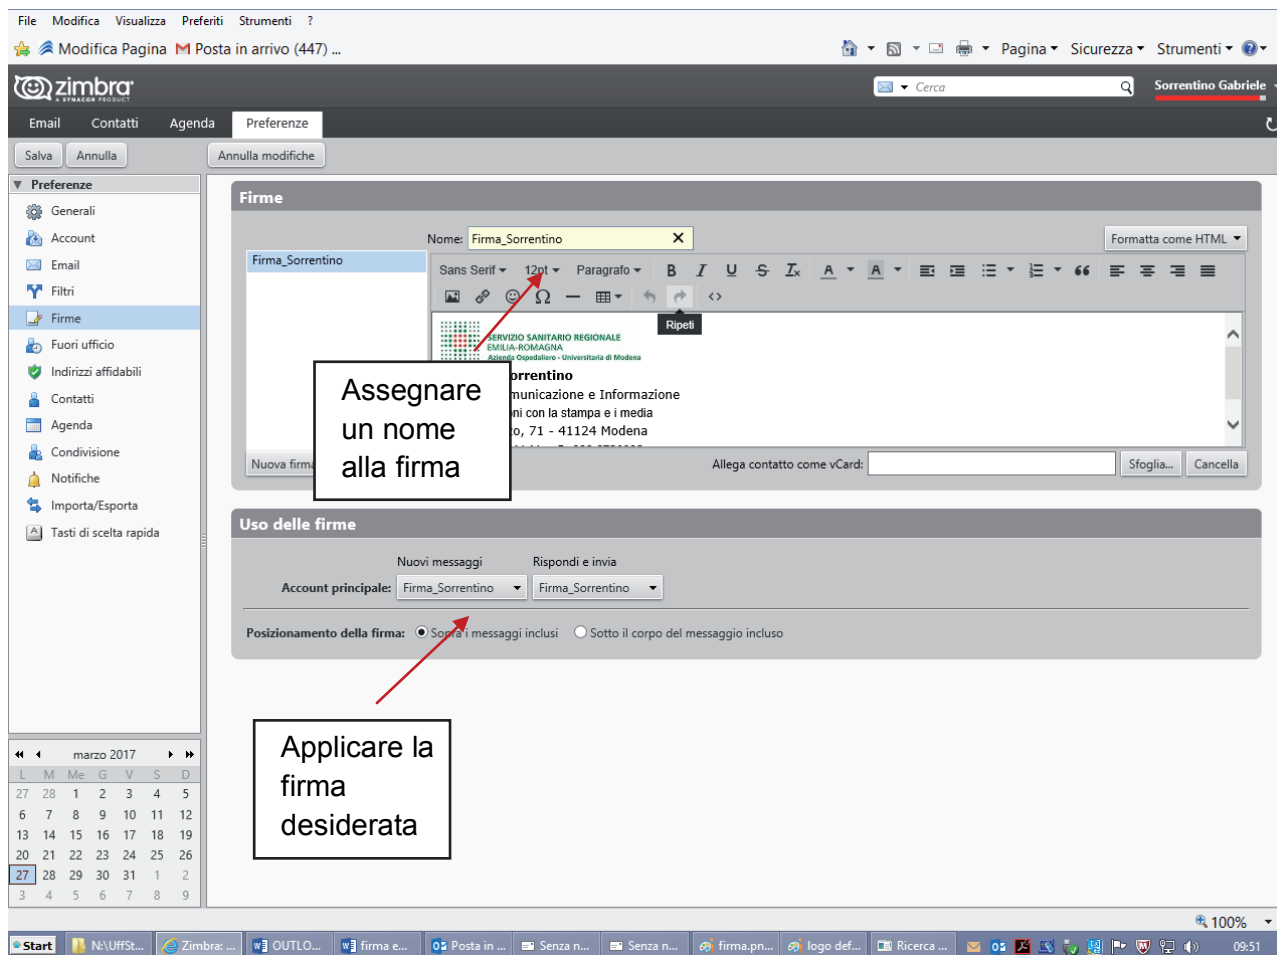 File Modifica Visualizza Preferiti Strumenti ?
Modifica Pagina M Posta in arrivo (447) ... Pagina Sicurezza Strumenti
zimbra
A SYNACOR PRODUCT
Cerca Sorrentino Gabriele
Email Contatti Agenda Preferenze
Salva Annulla Annulla modifiche
Preferenze
Generali
Account
Email
Filtri
Firme
Fuori ufficio
Indirizzi affidabili
Contatti
Agenda
Condivisione
Notifiche
Importa/Esporta
Tasti di scelta rapida
Firme
Nome: Firma_Sorrentino
Formatta come HTML
Firma_Sorrentino
Sans Serif 12pt Paragrafo B I U S Ix A A
Ω
Ripeti
SERVIZIO SANITARIO REGIONALE
EMILIA-ROMAGNA
Azienda Ospedaliero - Universitaria di Modena
orrentino
municazione e Informazione
ni con la stampa e i media
o, 71 - 41124 Modena
Assegnare
un nome
alla firma
Nuova firma
Allega contatto come vCard: Sfoglia... Cancella
Uso delle firme
Nuovi messaggi Rispondi e invia
Account principale: Firma_Sorrentino Firma_Sorrentino
Posizionamento della firma: Sopra i messaggi inclusi Sotto il corpo del messaggio incluso
Applicare la
firma
desiderata
marzo 2017
L M Me G V S D
27 28 1 2 3 4 5
6 7 8 9 10 11 12
13 14 15 16 17 18 19
20 21 22 23 24 25 26
27 28 29 30 31 1 2
3 4 5 6 7 8 9
100%
Start N:\UffSt... Zimbra: ... OUTLO... firma e... Posta in ... Senza n... Senza n... firma.pn... logo def... Ricerca ... 09:51